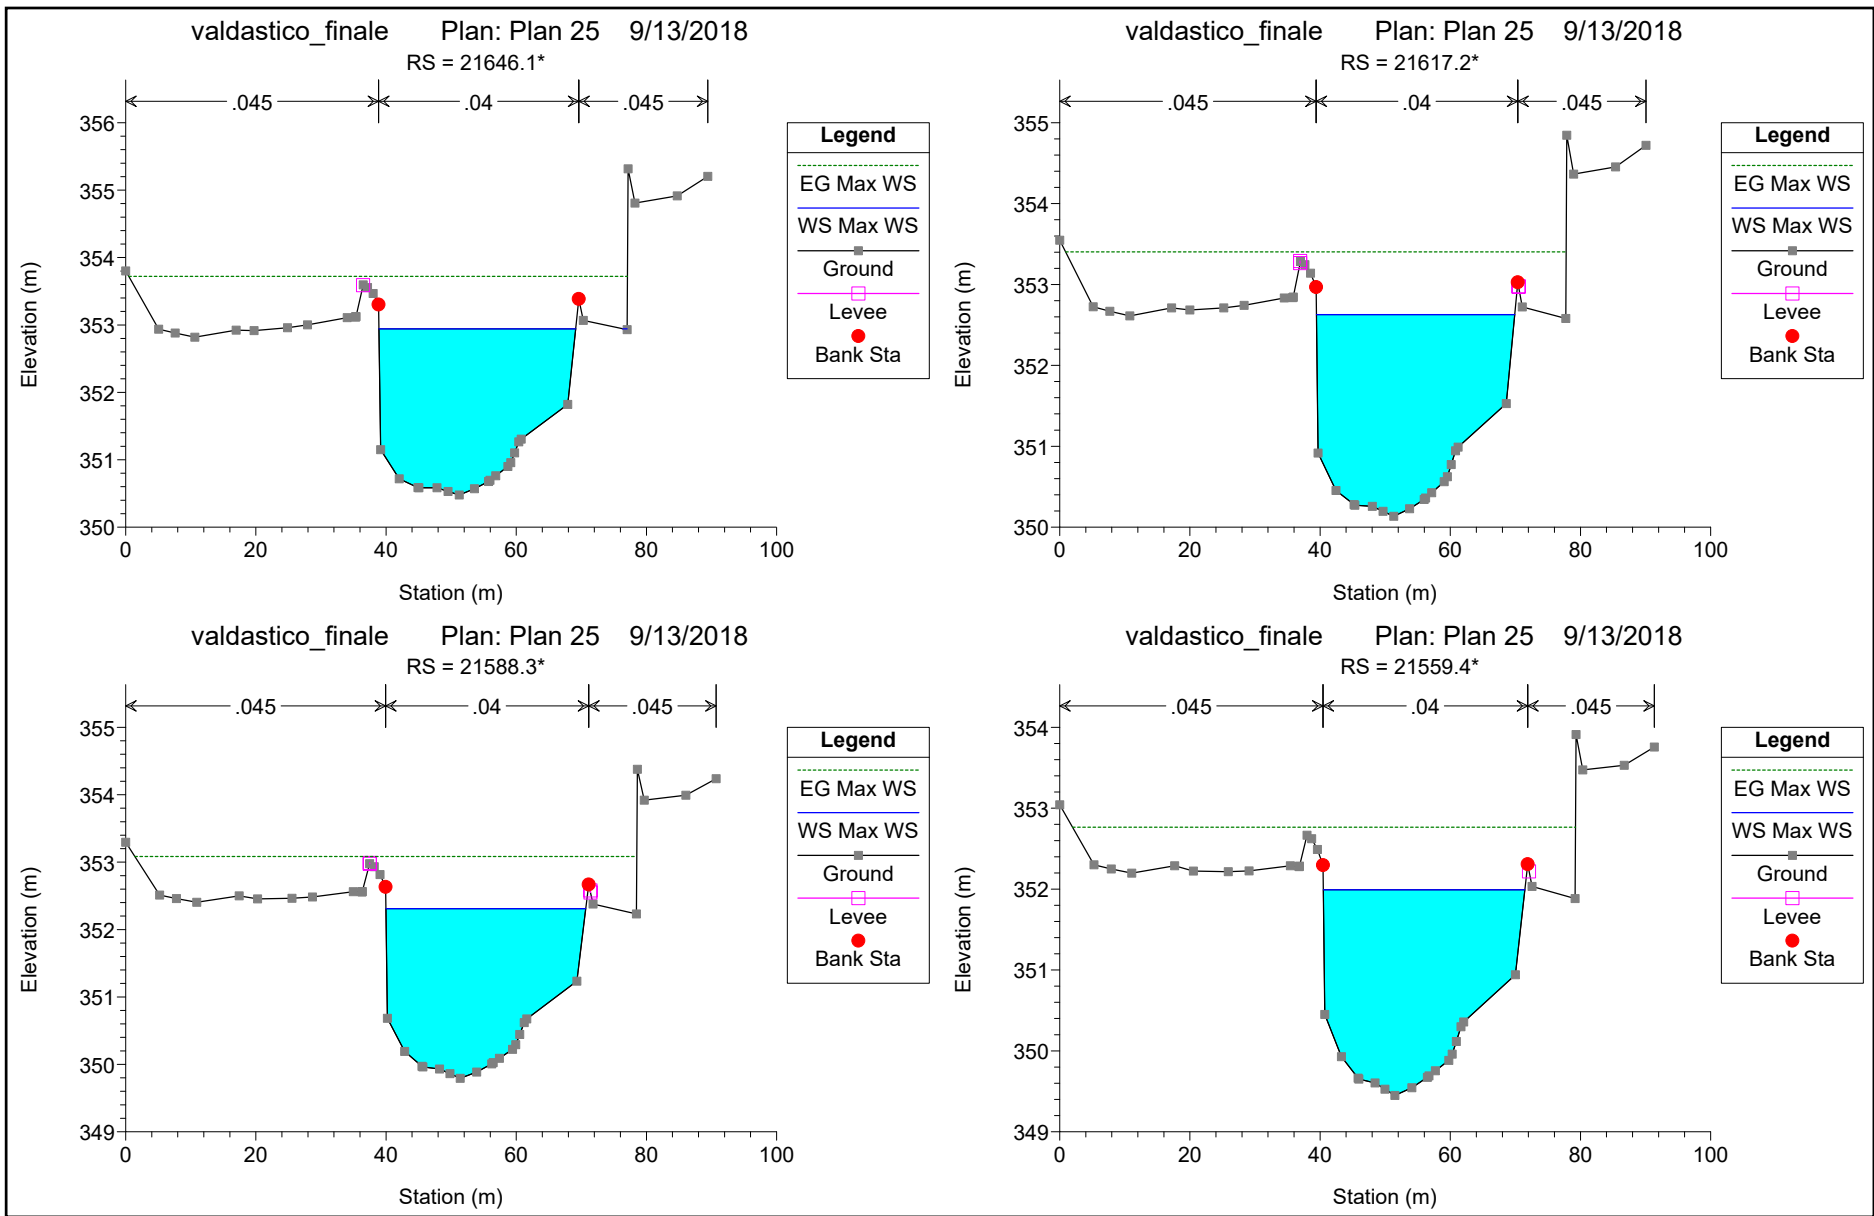 valdastico_finale Plan: Plan 25 9/13/2018
RS = 21646.1*
.045 .04 .045
356
355
354
353
352
351
350
0 20 40 60 80 100
Elevation (m)
Station (m)
Legend
EG Max WS
WS Max WS
Ground
Levee
Bank Sta
valdastico_finale Plan: Plan 25 9/13/2018
RS = 21617.2*
.045 .04 .045
355
354
353
352
351
350
0 20 40 60 80 100
Elevation (m)
Station (m)
Legend
EG Max WS
WS Max WS
Ground
Levee
Bank Sta
valdastico_finale Plan: Plan 25 9/13/2018
RS = 21588.3*
.045 .04 .045
355
354
353
352
351
350
349
0 20 40 60 80 100
Elevation (m)
Station (m)
Legend
EG Max WS
WS Max WS
Ground
Levee
Bank Sta
valdastico_finale Plan: Plan 25 9/13/2018
RS = 21559.4*
.045 .04 .045
354
353
352
351
350
349
0 20 40 60 80 100
Elevation (m)
Station (m)
Legend
EG Max WS
WS Max WS
Ground
Levee
Bank Sta